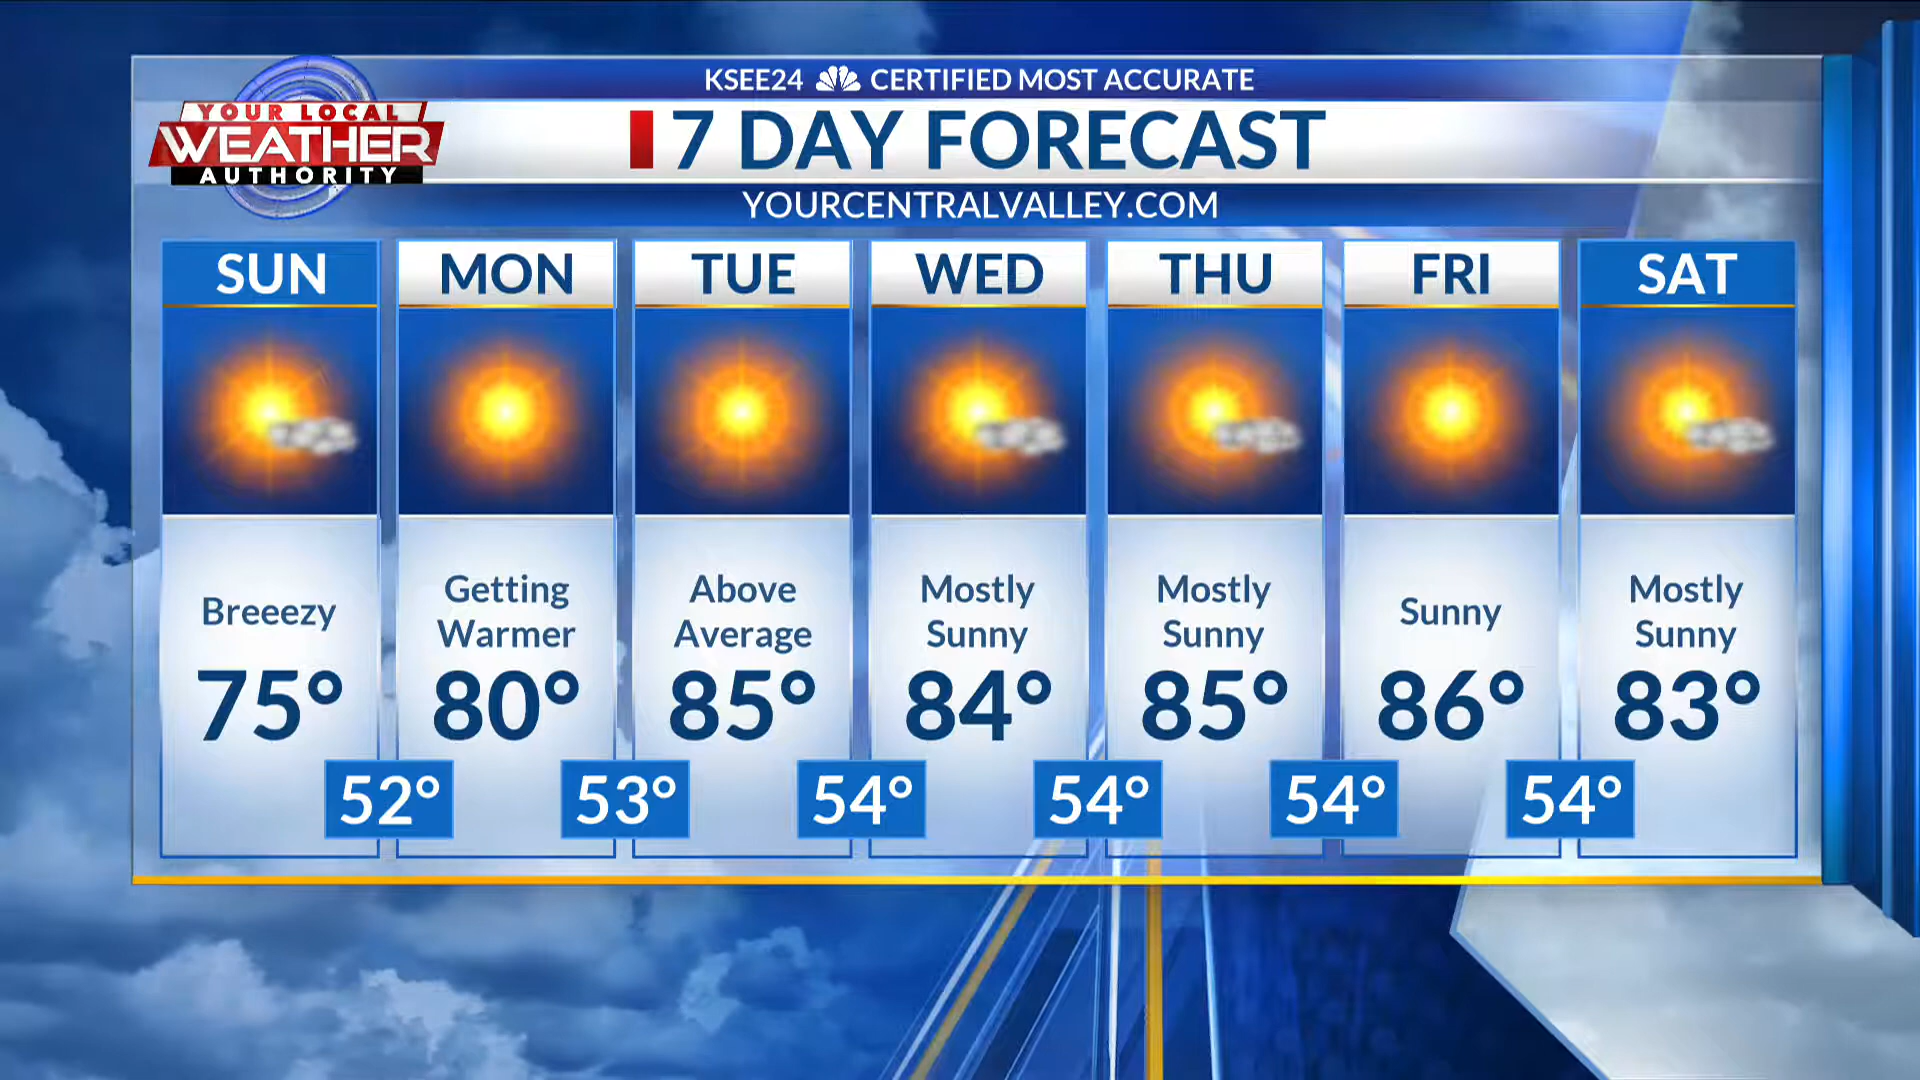 KSEE24 CERTIFIED MOST ACCURATE
YOUR LOCAL
WEATHER
AUTHORITY
7 DAY FORECAST
YOURCENTRALVALLEY.COM
SUN MON TUE WED THU FRI SAT
Breeezy
Getting
Warmer
Above
Average
Mostly
Sunny
Mostly
Sunny
Sunny
Mostly
Sunny
75° 80° 85° 84° 85° 86° 83°
52° 53° 54° 54° 54° 54°